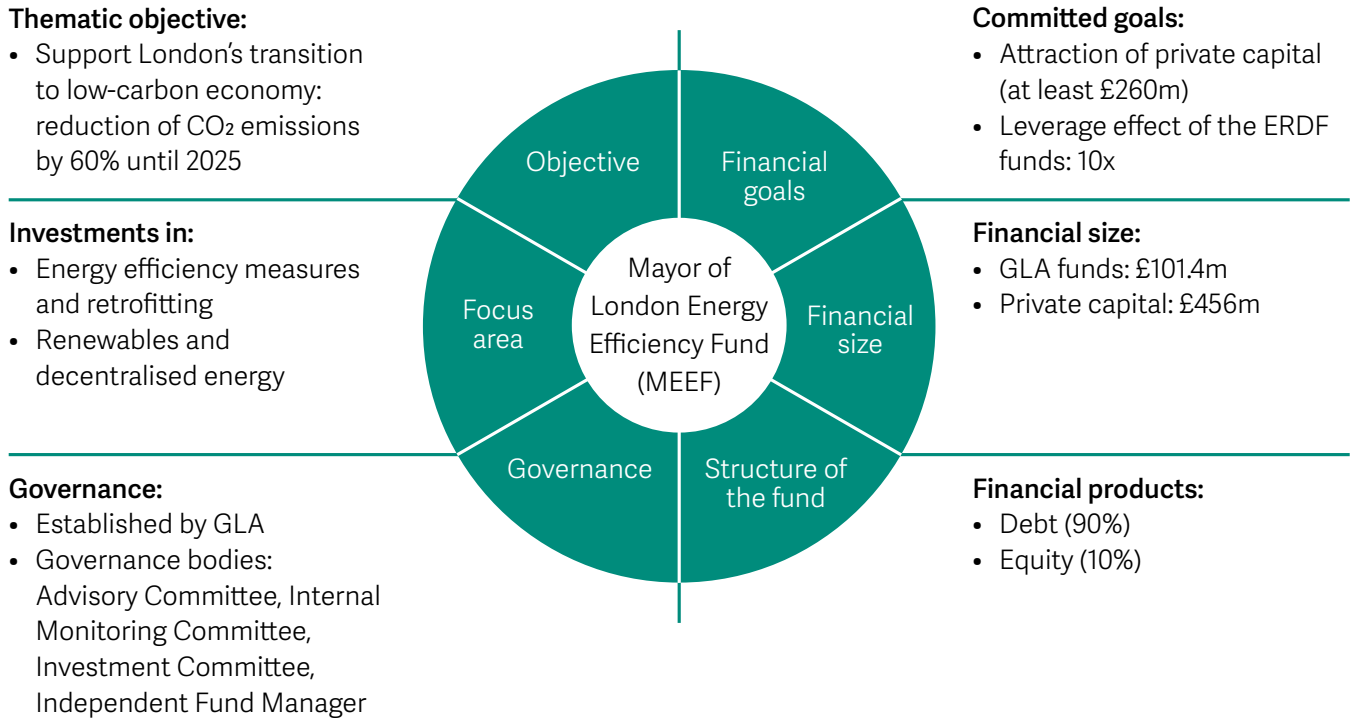 Thematic objective:
• Support London’s transition
to low-carbon economy:
reduction of CO₂ emissions
by 60% until 2025
Investments in:
• Energy efficiency measures
and retrofitting
• Renewables and
decentralised energy
Governance:
• Established by GLA
• Governance bodies:
Advisory Committee, Internal
Monitoring Committee,
Investment Committee,
Independent Fund Manager
Objective
Financial
goals
Focus
area
Mayor of
London Energy
Efficiency Fund
(MEEF)
Financial
size
Governance
Structure of
the fund
Committed goals:
• Attraction of private capital
(at least £260m)
• Leverage effect of the ERDF
funds: 10x
Financial size:
• GLA funds: £101.4m
• Private capital: £456m
Financial products:
• Debt (90%)
• Equity (10%)